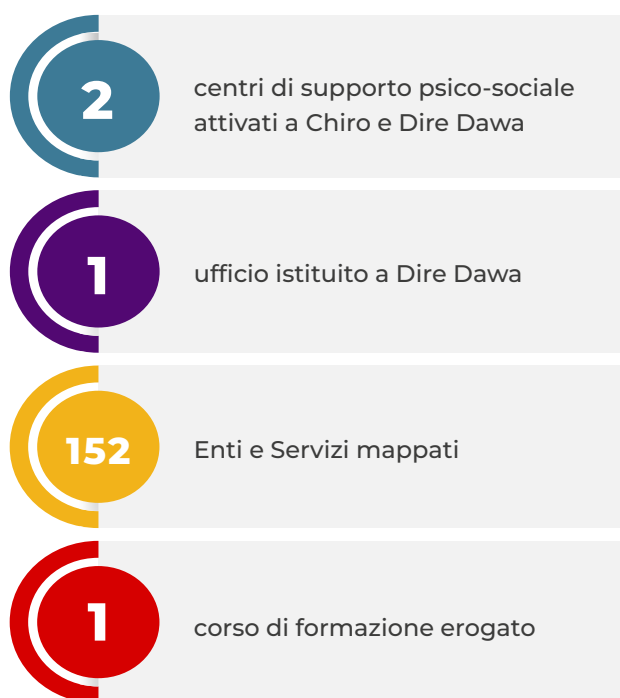 2
centri di supporto psico-sociale
attivati a Chiro e Dire Dawa
1
ufficio istituito a Dire Dawa
152
Enti e Servizi mappati
1
corso di formazione erogato